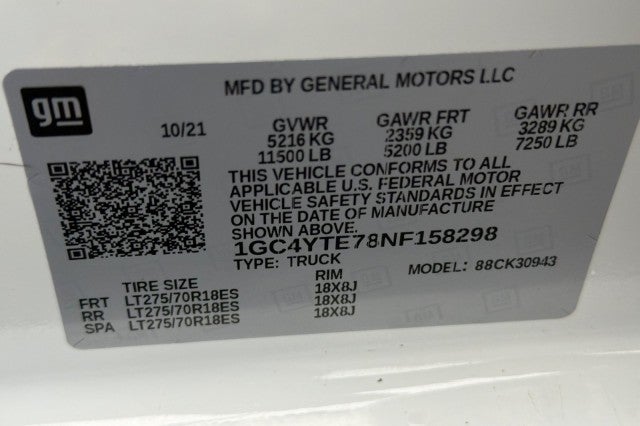 gm
MFD BY GENERAL MOTORS LLC
10/21 GVWR GAWR FRT GAWR RR
5216 KG 2359 KG 3289 KG
11500 LB 5200 LB 7250 LB
THIS VEHICLE CONFORMS TO ALL
APPLICABLE U.S. FEDERAL MOTOR
VEHICLE SAFETY STANDARDS IN EFFECT
ON THE DATE OF MANUFACTURE
SHOWN ABOVE.
1GC4YTE78NF158298
TYPE: TRUCK MODEL: 88CK30943
TIRE SIZE RIM
FRT LT275/70R18ES 18X8J
RR LT275/70R18ES 18X8J
SPA LT275/70R18ES 18X8J